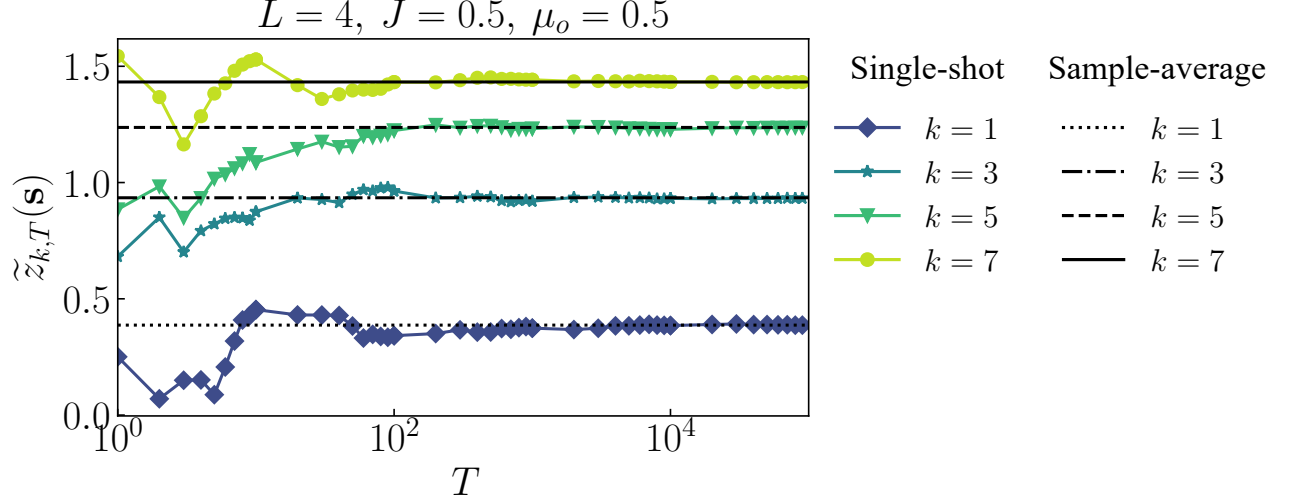 L = 4, J = 0.5, μ_o = 0.5
1.5
1.0
0.5
0.0
z̃_{k,T}(s)
10^0
10^2
10^4
T
Single-shot
k = 1
k = 3
k = 5
k = 7
Sample-average
k = 1
k = 3
k = 5
k = 7